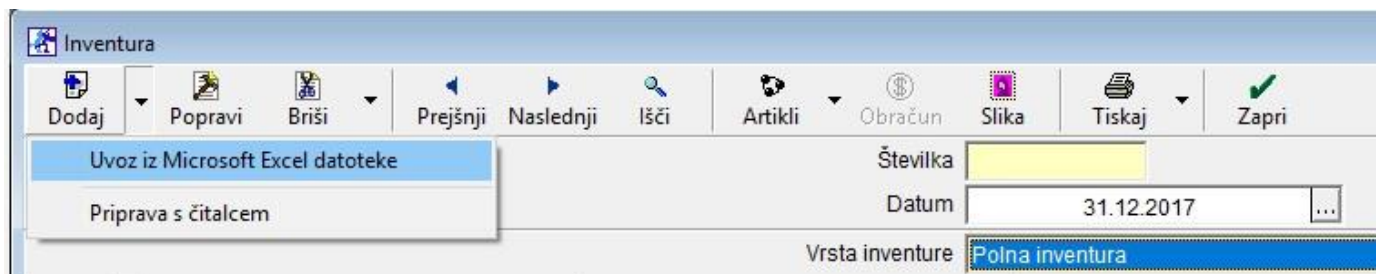 Inventura
Dodaj Popravi Briši Prejšnji Naslednji Išči Artikli Obračun Slika Tiskaj Zapri
Uvoz iz Microsoft Excel datoteke
Številka
Priprava s čitalcem
Datum 31.12.2017 ...
Vrsta inventure Polna inventura